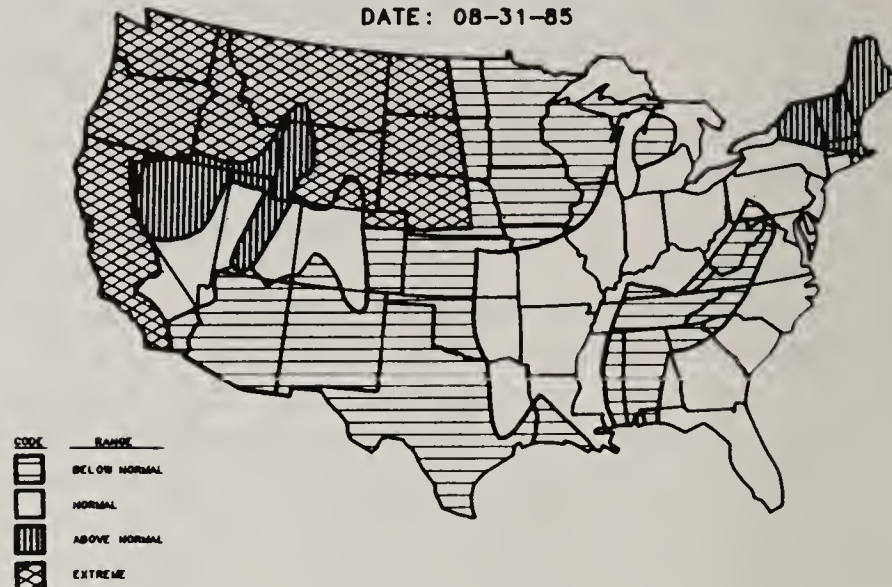 DATE: 08-31-85
CODE RANGE
BELOW NORMAL
NORMAL
ABOVE NORMAL
EXTREME